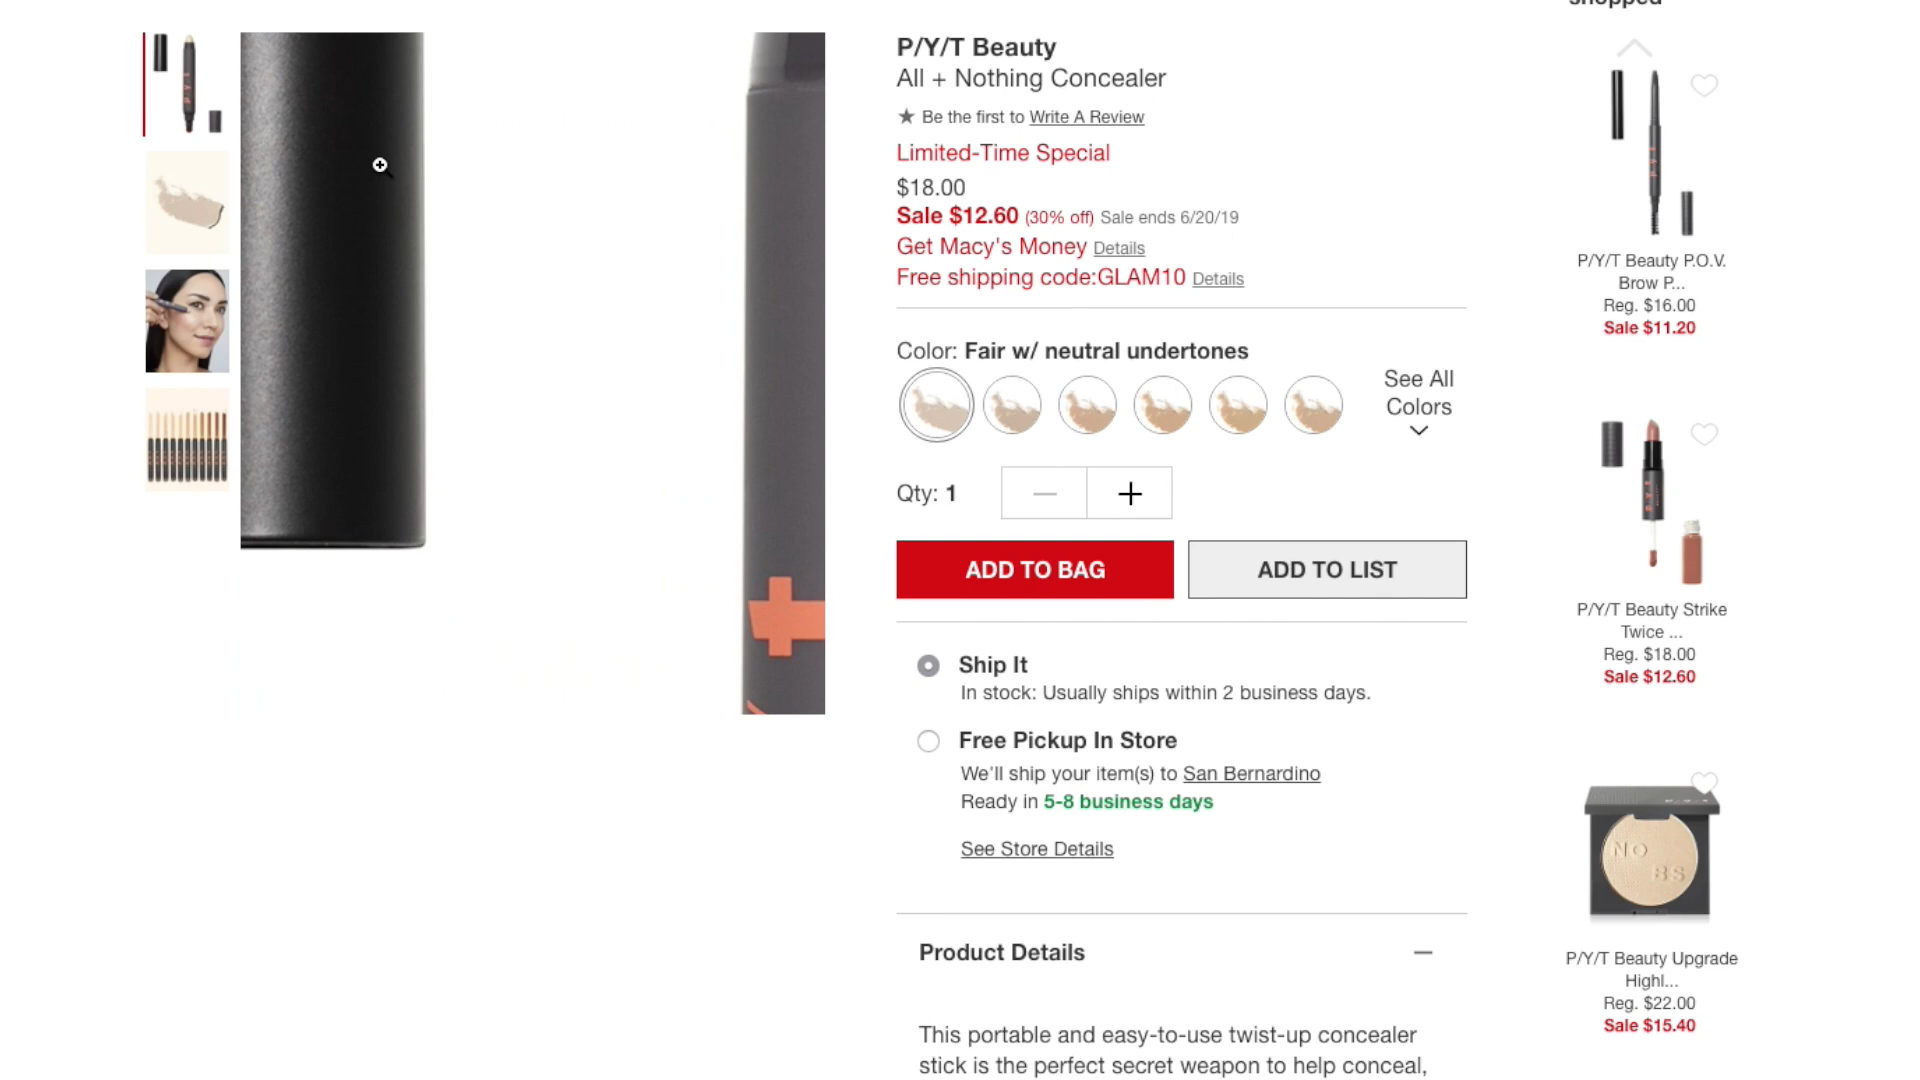 shopped
P/Y/T Beauty
All + Nothing Concealer
★ Be the first to Write A Review
Limited-Time Special
$18.00
Sale $12.60 (30% off) Sale ends 6/20/19
Get Macy's Money Details
Free shipping code:GLAM10 Details
Color: Fair w/ neutral undertones
See All
Colors
Qty: 1
ADD TO BAG
ADD TO LIST
Ship It
In stock: Usually ships within 2 business days.
Free Pickup In Store
We'll ship your item(s) to San Bernardino
Ready in 5-8 business days
See Store Details
Product Details
This portable and easy-to-use twist-up concealer
stick is the perfect secret weapon to help conceal,
P/Y/T Beauty P.O.V.
Brow P...
Reg. $16.00
Sale $11.20
P/Y/T Beauty Strike
Twice ...
Reg. $18.00
Sale $12.60
NO
BS
P/Y/T Beauty Upgrade
Highl...
Reg. $22.00
Sale $15.40